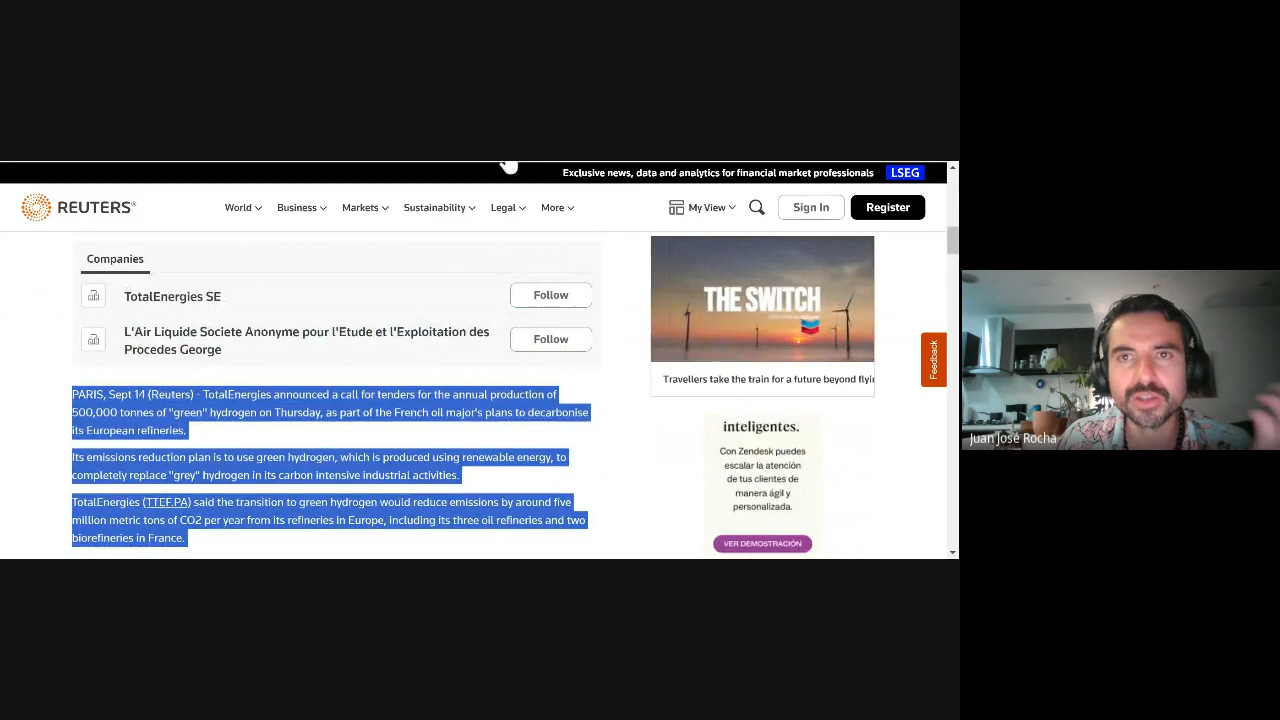 Exclusive news, data and analytics for financial market professionals LSEG
REUTERS®
World Business Markets Sustainability Legal More
My View Sign In Register
Companies
TotalEnergies SE
Follow
L'Air Liquide Societe Anonyme pour l'Etude et l'Exploitation des
Procedes George
Follow
PARIS, Sept 14 (Reuters) - TotalEnergies announced a call for tenders for the annual production of
500,000 tonnes of "green" hydrogen on Thursday, as part of the French oil major's plans to decarbonise
its European refineries.
Its emissions reduction plan is to use green hydrogen, which is produced using renewable energy, to
completely replace "grey" hydrogen in its carbon intensive industrial activities.
TotalEnergies (TTEF.PA) said the transition to green hydrogen would reduce emissions by around five
million metric tons of CO2 per year from its refineries in Europe, including its three oil refineries and two
biorefineries in France.
THE SWITCH
Travellers take the train for a future beyond flyin
inteligentes.
Con Zendesk puedes
escalar la atención
de tus clientes de
manera ágil y
personalizada.
VER DEMOSTRACIÓN
Feedback
Juan José Rocha